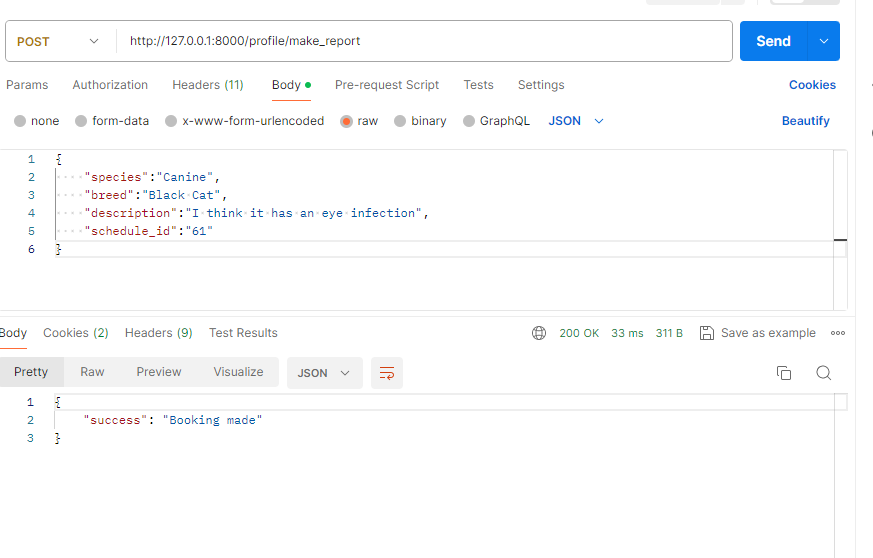 POST http://127.0.0.1:8000/profile/make_report Send
Params Authorization Headers (11) Body Pre-request Script Tests Settings Cookies
none form-data x-www-form-urlencoded raw binary GraphQL JSON Beautify
1 {
2 "species":"Canine",
3 "breed":"Black Cat",
4 "description":"I think it has an eye infection",
5 "schedule_id":"61"
6 }
Body Cookies (2) Headers (9) Test Results 200 OK 33 ms 311 B Save as example
Pretty Raw Preview Visualize JSON
1 {
2 "success": "Booking made"
3 }